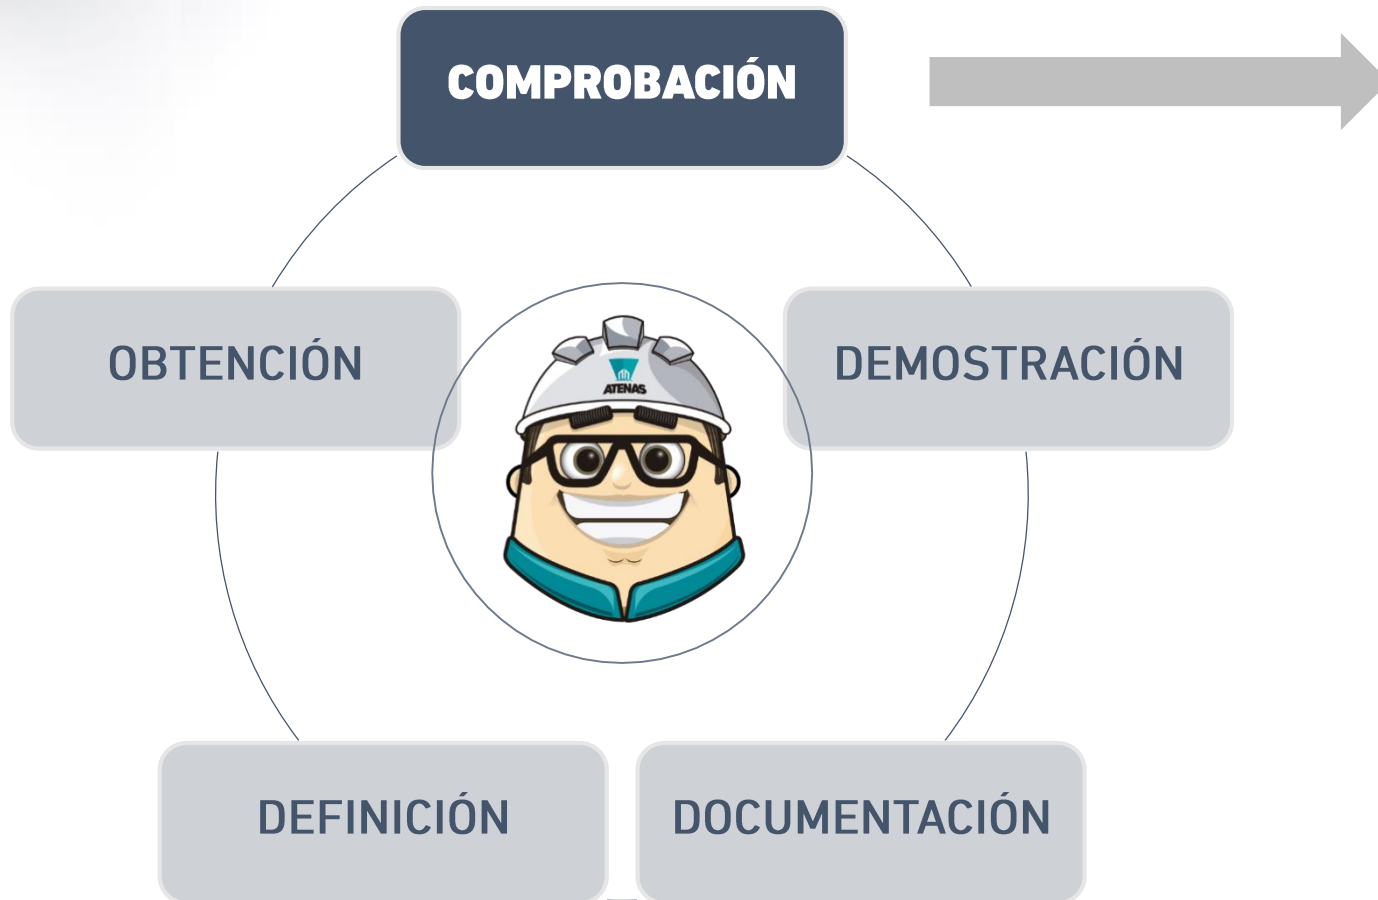 COMPROBACIÓN
OBTENCIÓN
DEMOSTRACIÓN
ATENAS
DEFINICIÓN
DOCUMENTACIÓN